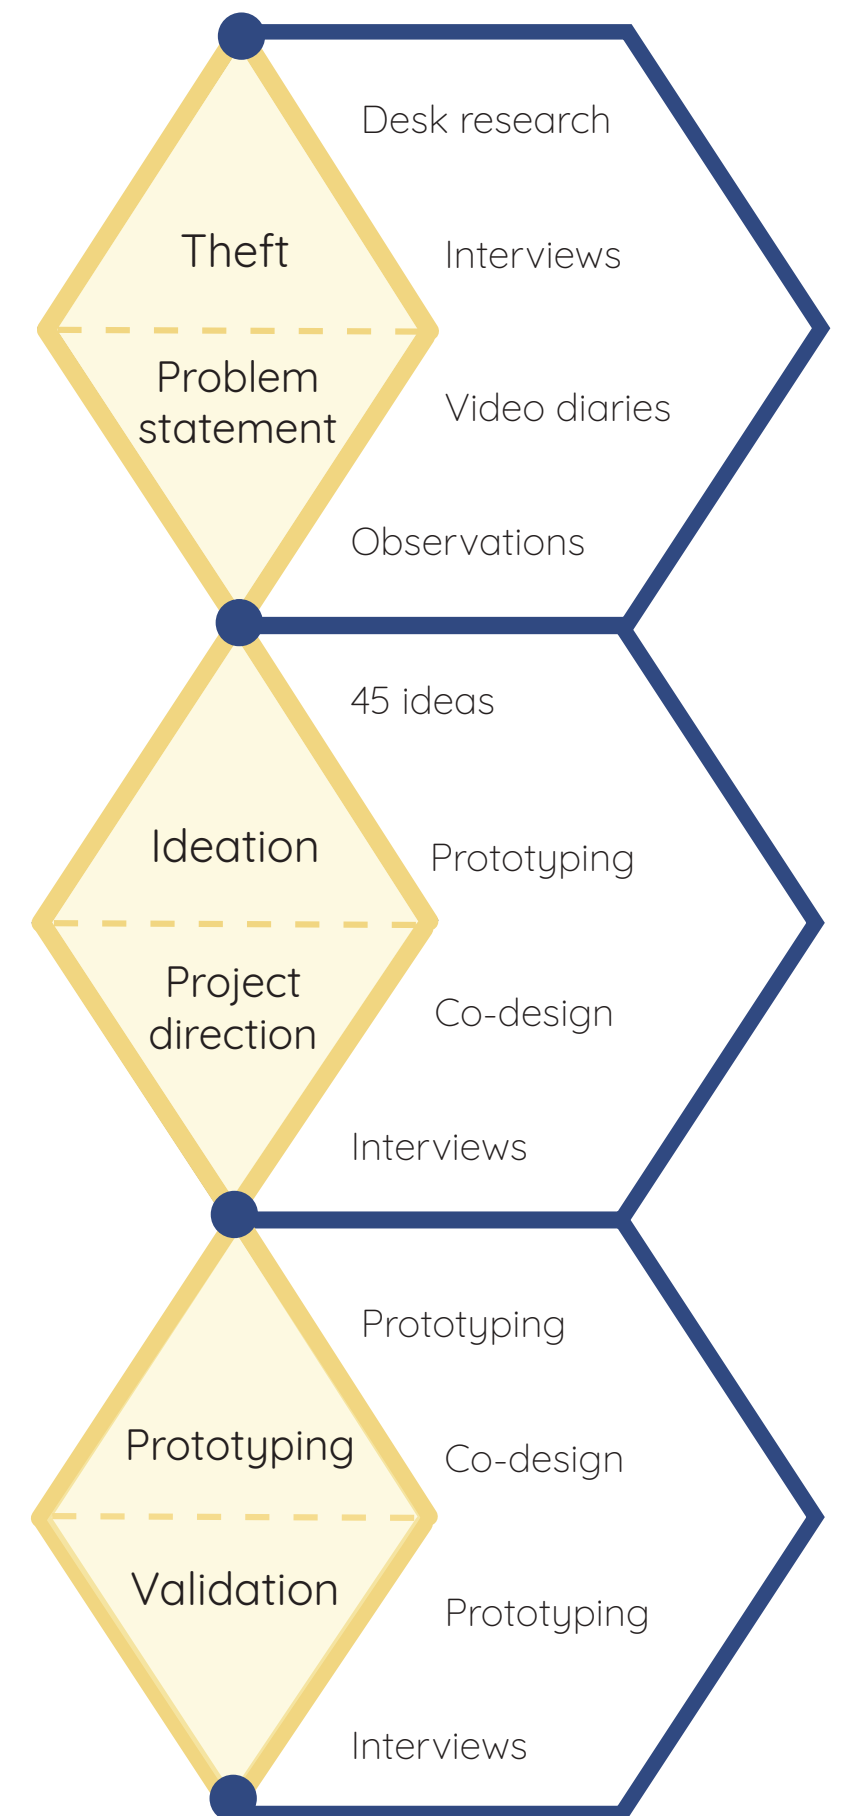 Desk research
Theft
Interviews
Problem
statement
Video diaries
Observations
45 ideas
Ideation
Prototyping
Project
direction
Co-design
Interviews
Prototyping
Prototyping
Co-design
Validation
Prototyping
Interviews